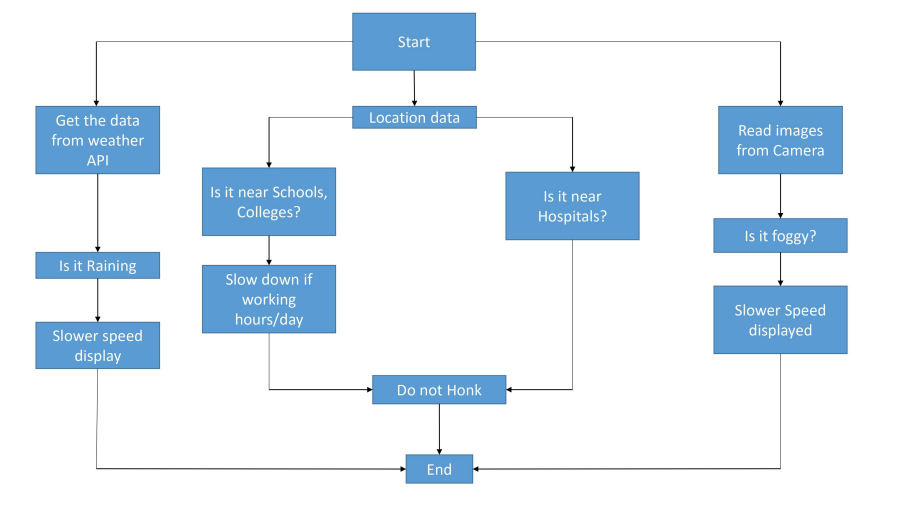 Start
Get the data
from weather
API
Location data
Read images
from Camera
Is it near Schools,
Colleges?
Is it near
Hospitals?
Is it foggy?
Is it Raining
Slow down if
working
hours/day
Slower Speed
displayed
Slower speed
display
Do not Honk
End